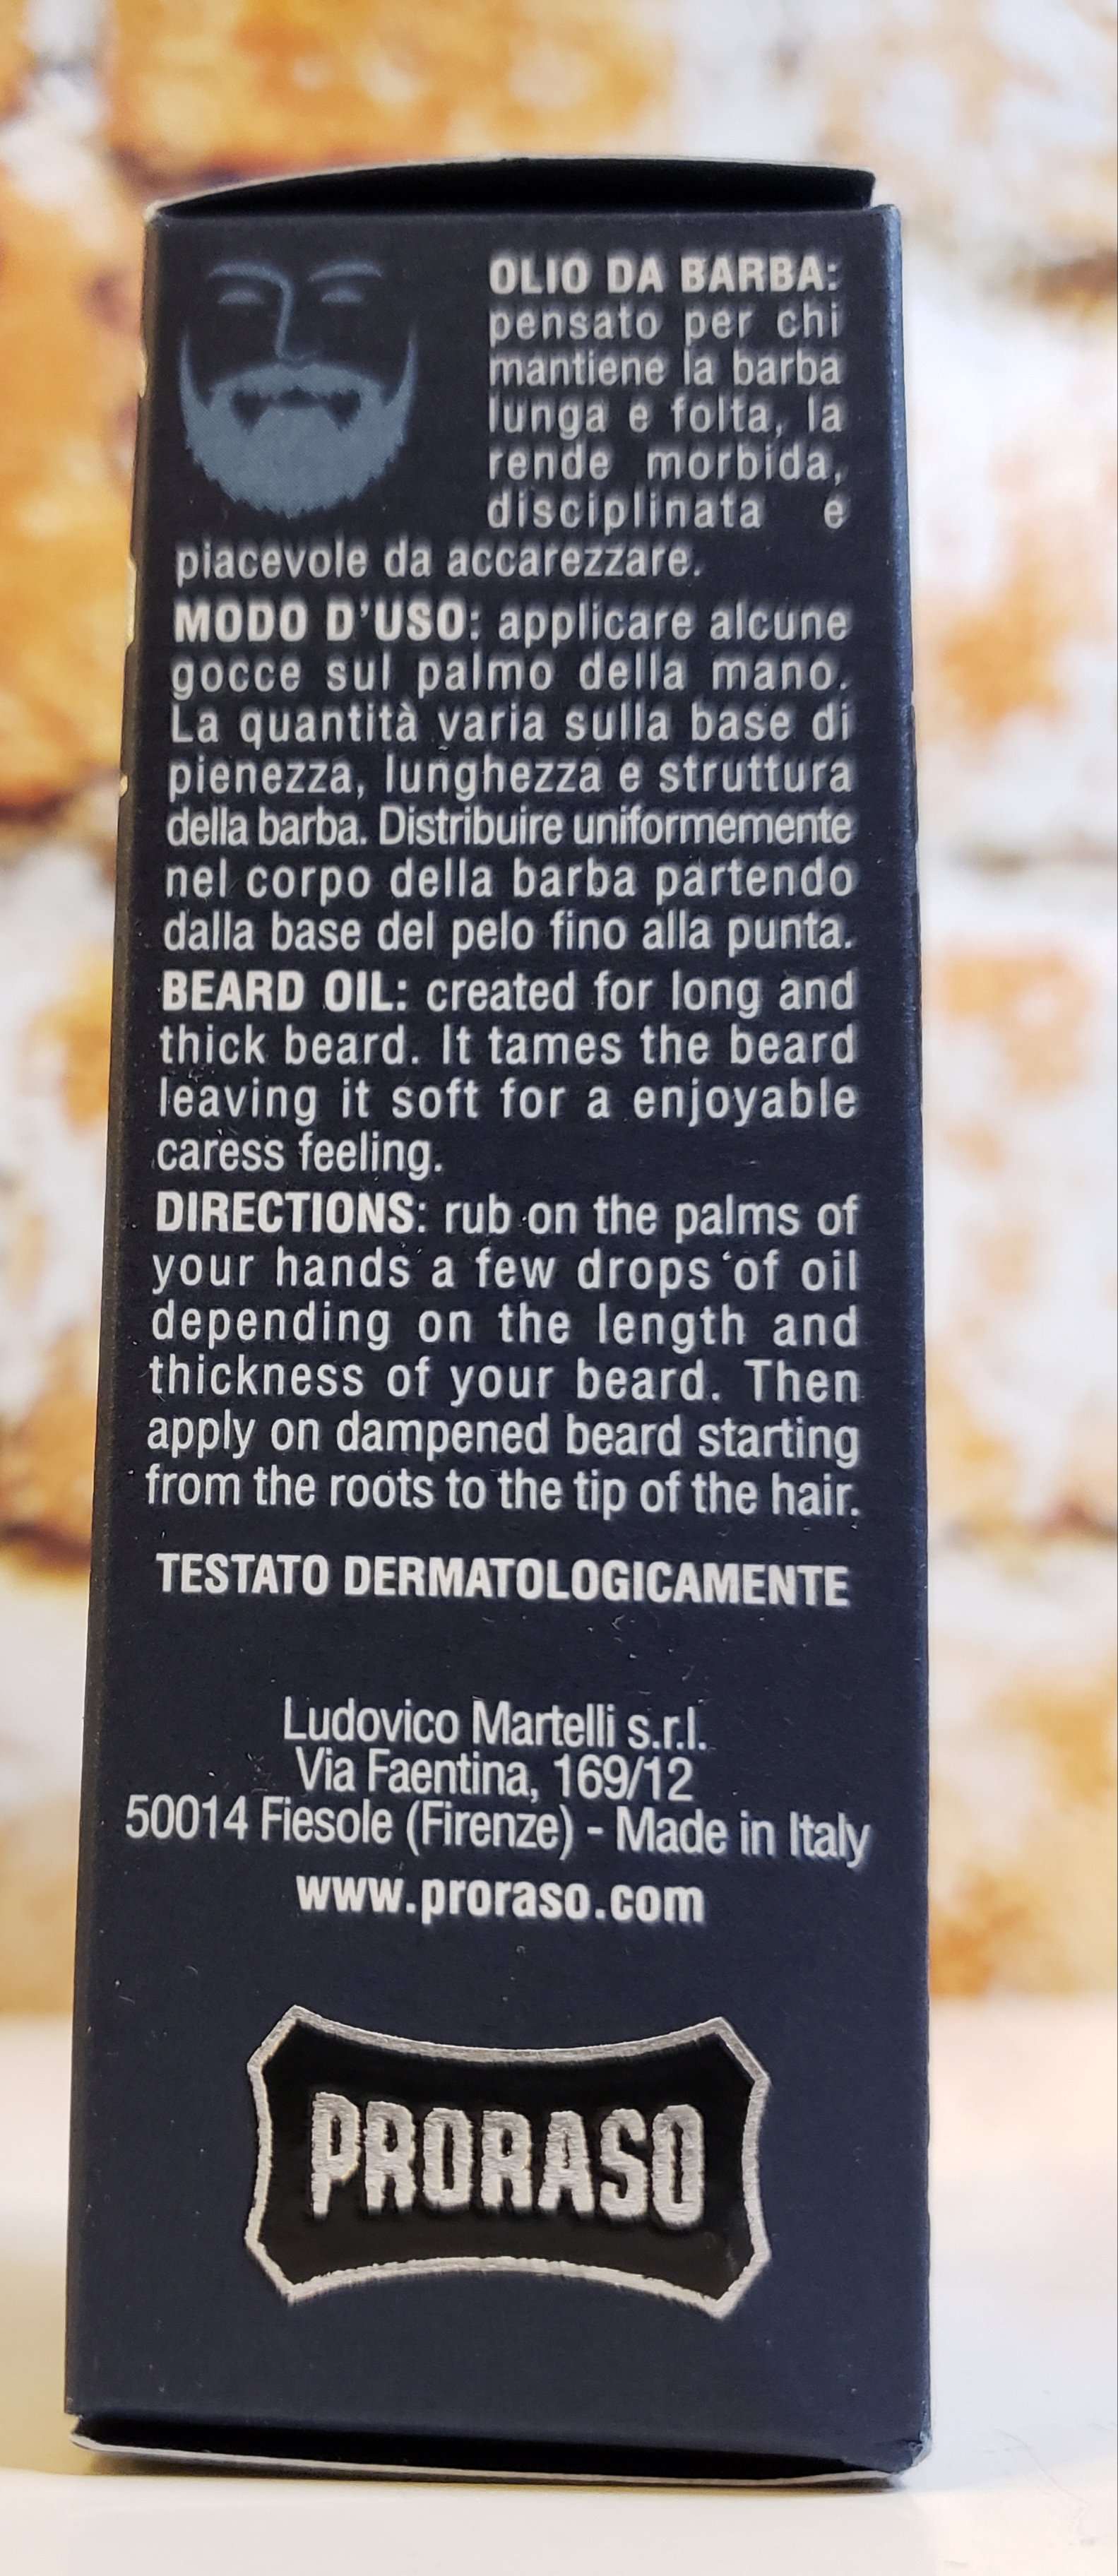 OLIO DA BARBA:
pensato per chi
mantiene la barba
lunga e folta, la
rende morbida,
disciplinata e
piacevole da accarezzare.
MODO D'USO: applicare alcune
gocce sul palmo della mano.
La quantità varia sulla base di
pienezza, lunghezza e struttura
della barba. Distribuire uniformemente
nel corpo della barba partendo
dalla base del pelo fino alla punta.
BEARD OIL: created for long and
thick beard. It tames the beard
leaving it soft for a enjoyable
caress feeling.
DIRECTIONS: rub on the palms of
your hands a few drops of oil
depending on the length and
thickness of your beard. Then
apply on dampened beard starting
from the roots to the tip of the hair.
TESTATO DERMATOLOGICAMENTE
Ludovico Martelli s.r.l.
Via Faentina, 169/12
50014 Fiesole (Firenze) - Made in Italy
www.proraso.com
PRORASO